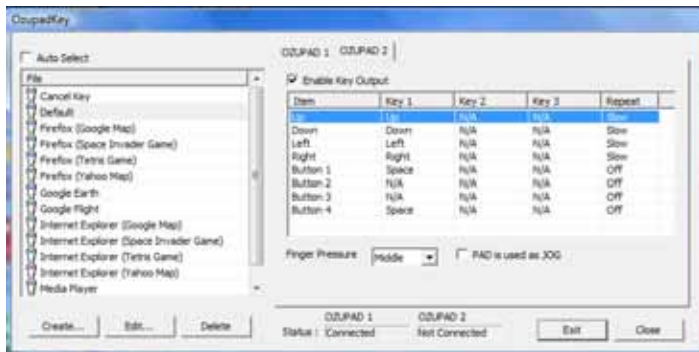 OzupadKey
Auto Select
File
Cancel Key
Default
Firefox (Google Map)
Firefox (Space Invader Game)
Firefox (Tetris Game)
Firefox (Yahoo Map)
Google Earth
Google Flight
Internet Explorer (Google Map)
Internet Explorer (Space Invader Game)
Internet Explorer (Tetris Game)
Internet Explorer (Yahoo Map)
Media Player
Create... Edit... Delete
OZUPAD 1 OZUPAD 2
Enable Key Output
Item Key 1 Key 2 Key 3 Repeat
Up Up N/A N/A Slow
Down Down N/A N/A Slow
Left Left N/A N/A Slow
Right Right N/A N/A Slow
Button 1 Space N/A N/A Off
Button 2 N/A N/A N/A Off
Button 3 N/A N/A N/A Off
Button 4 Space N/A N/A Off
Finger Pressure Middle PAD is used as JOG
OZUPAD 1 OZUPAD 2
Status : Connected Not Connected
Exit Close